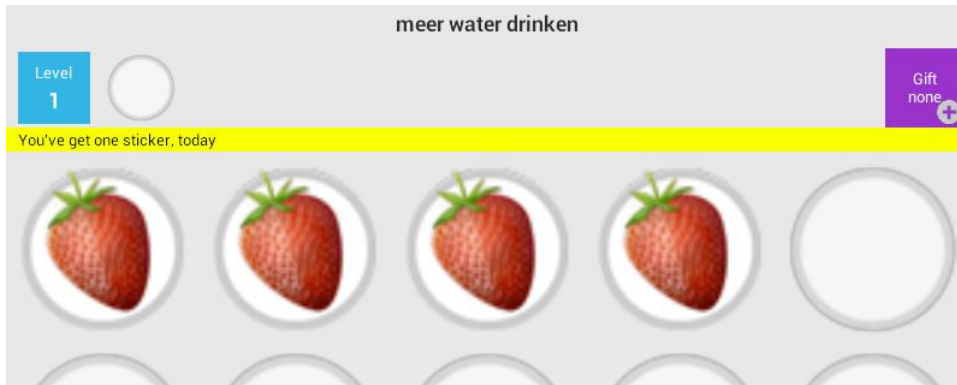 meer water drinken
Level
1
Gift
none
You've get one sticker, today